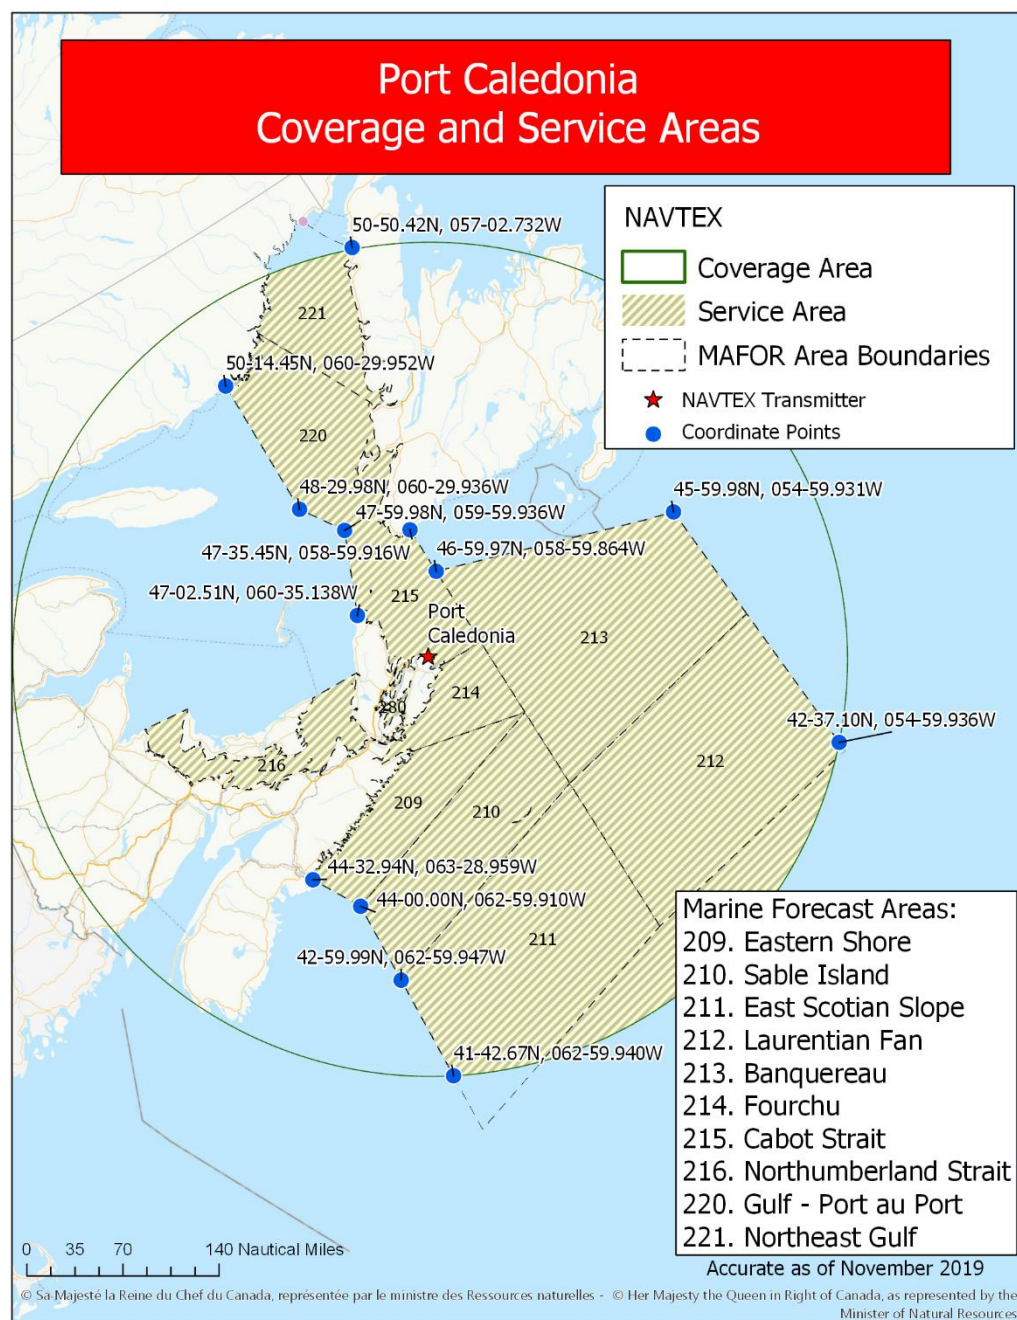 Port Caledonia
Coverage and Service Areas
NAVTEX
Coverage Area
Service Area
MAFOR Area Boundaries
NAVTEX Transmitter
Coordinate Points
50-50.42N, 057-02.732W
221
50-14.45N, 060-29.952W
220
48-29.98N, 060-29.936W
47-59.98N, 059-59.936W
45-59.98N, 054-59.931W
47-35.45N, 058-59.916W
46-59.97N, 058-59.864W
47-02.51N, 060-35.138W
215
Port
Caledonia
213
214
280
42-37.10N, 054-59.936W
216
212
209
210
44-32.94N, 063-28.959W
44-00.00N, 062-59.910W
211
42-59.99N, 062-59.947W
41-42.67N, 062-59.940W
Marine Forecast Areas:
209. Eastern Shore
210. Sable Island
211. East Scotian Slope
212. Laurentian Fan
213. Banquereau
214. Fourchu
215. Cabot Strait
216. Northumberland Strait
220. Gulf - Port au Port
221. Northeast Gulf
Accurate as of November 2019
0 35 70 140 Nautical Miles
© Sa Majesté la Reine du Chef du Canada, représentée par le ministre des Ressources naturelles - © Her Majesty the Queen in Right of Canada, as represented by the
Minister of Natural Resources